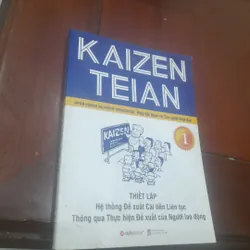 KAIZEN
TEIAN
KAIZEN
1
THIẾT LẬP
Hệ thống Đề xuất Cải tiến Liên tục
Thông qua Thực hiện Đề xuất của Người lao động